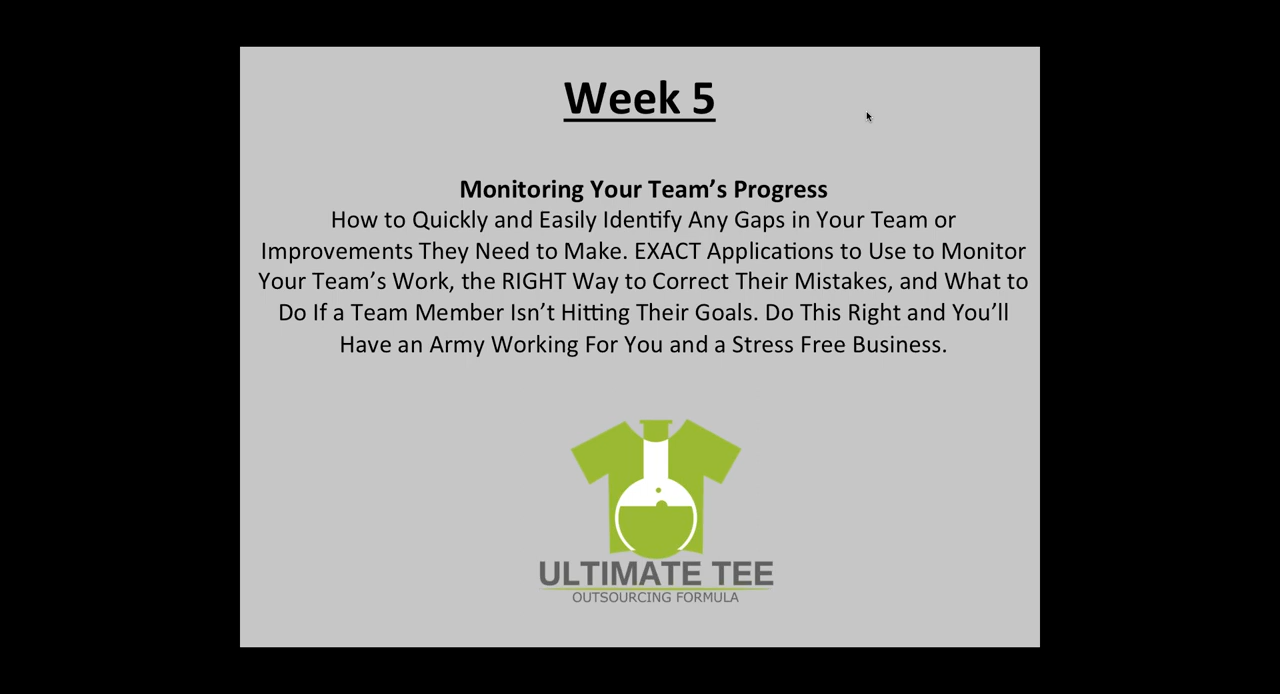 Week 5
Monitoring Your Team’s Progress
How to Quickly and Easily Identify Any Gaps in Your Team or
Improvements They Need to Make. EXACT Applications to Use to Monitor
Your Team’s Work, the RIGHT Way to Correct Their Mistakes, and What to
Do If a Team Member Isn’t Hitting Their Goals. Do This Right and You’ll
Have an Army Working For You and a Stress Free Business.
ULTIMATE TEE
OUTSOURCING FORMULA